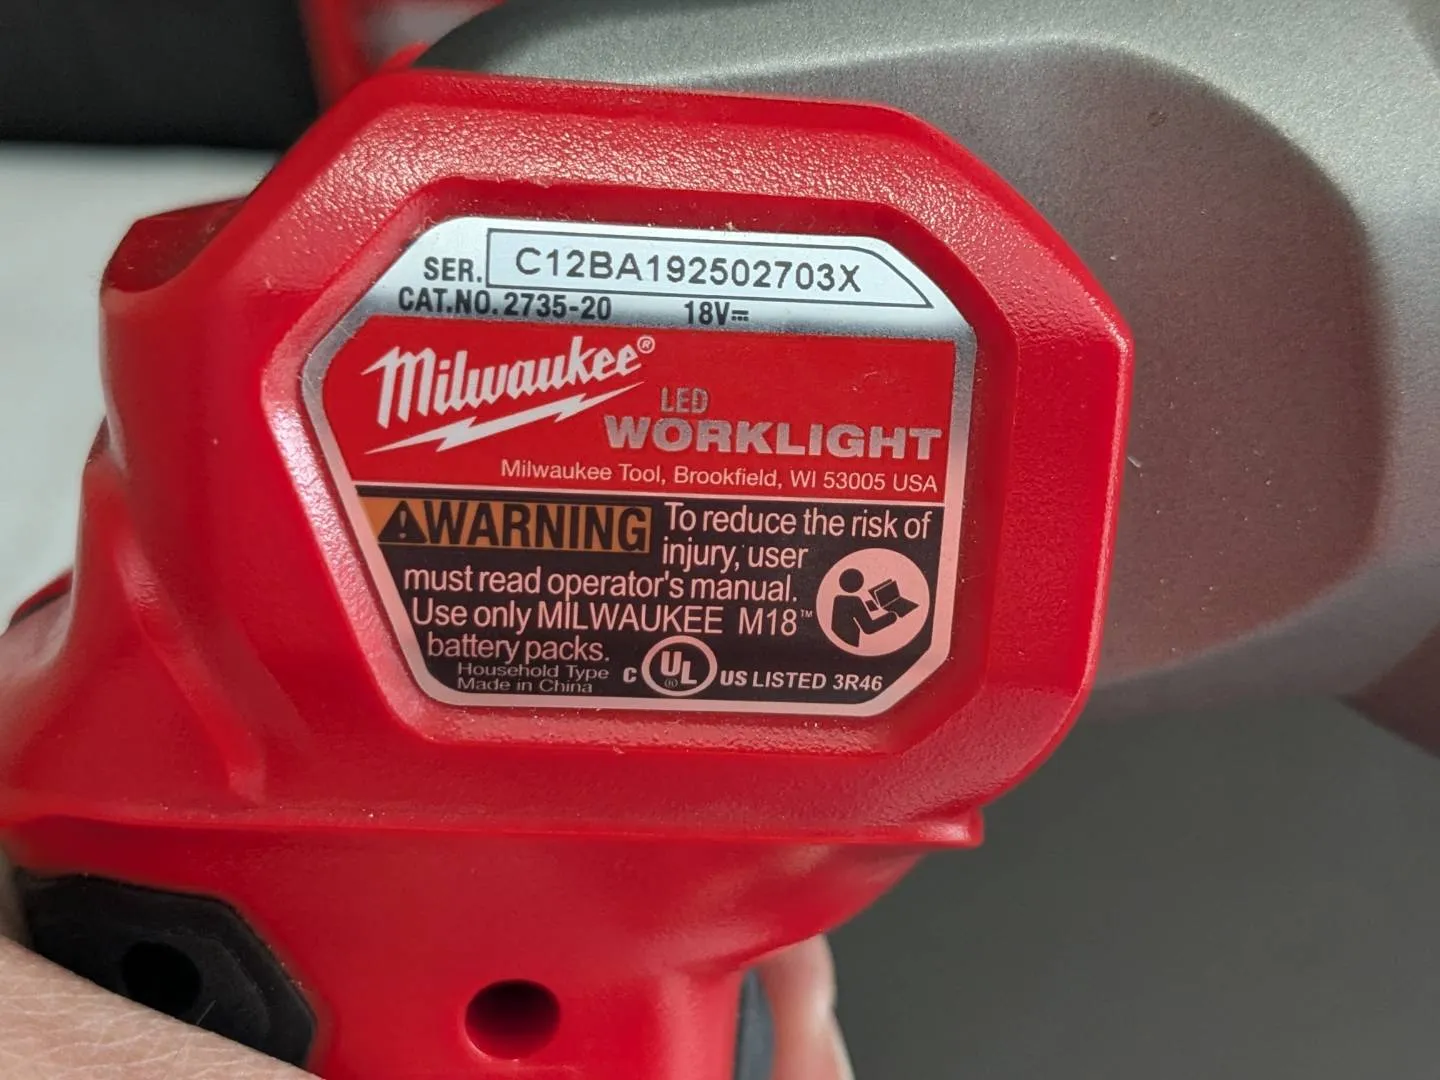 SER. C12BA192502703X
CAT.NO. 2735-20 18V⎓
Milwaukee®
LED
WORKLIGHT
Milwaukee Tool, Brookfield, WI 53005 USA
⚠WARNING To reduce the risk of
injury, user
must read operator's manual.
Use only MILWAUKEE M18™
battery packs.
Household Type
Made in China
C UL US LISTED 3R46